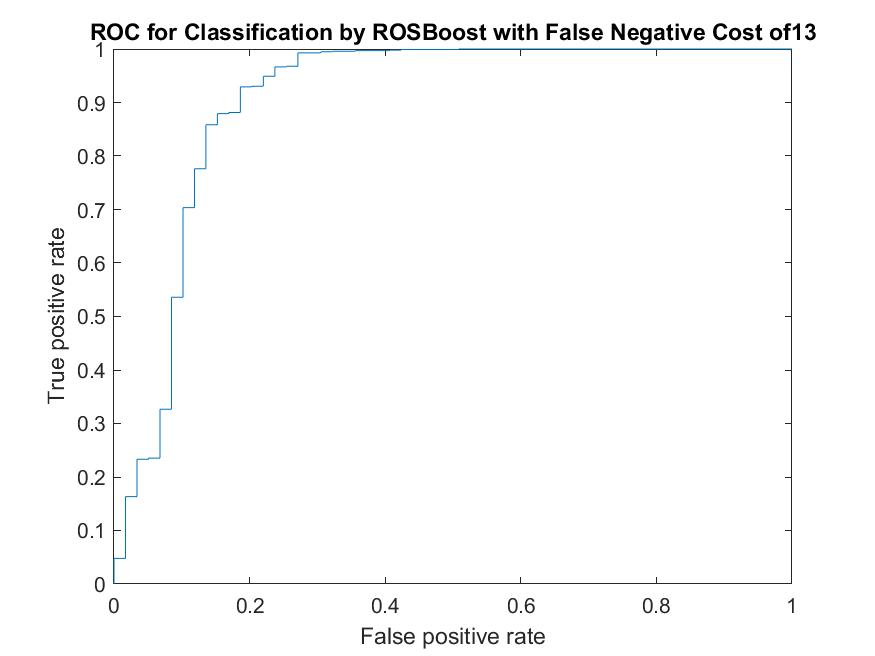 ROC for Classification by ROSBoost with False Negative Cost of13
1
0.9
0.8
0.7
0.6
0.5
0.4
0.3
0.2
0.1
0
True positive rate
0 0.2 0.4 0.6 0.8 1
False positive rate